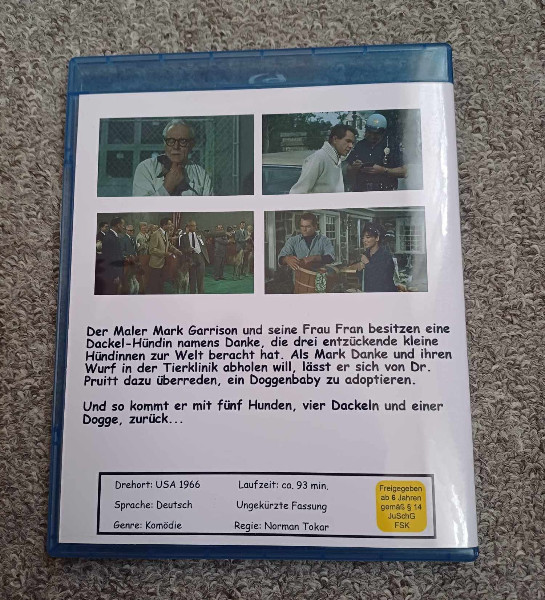 Der Maler Mark Garrison und seine Frau Fran besitzen eine
Dackel-Hündin namens Danke, die drei entzückende kleine
Hündinnen zur Welt beracht hat. Als Mark Danke und ihren
Wurf in der Tierklinik abholen will, lässt er sich von Dr.
Pruitt dazu überreden, ein Doggenbaby zu adoptieren.
Und so kommt er mit fünf Hunden, vier Dackeln und einer
Dogge, zurück...
Drehort: USA 1966 Laufzeit: ca. 93 min.
Sprache: Deutsch Ungekürzte Fassung
Genre: Komödie Regie: Norman Tokar
Freigegeben
ab 6 Jahren
gemäß § 14
JuSchG
FSK